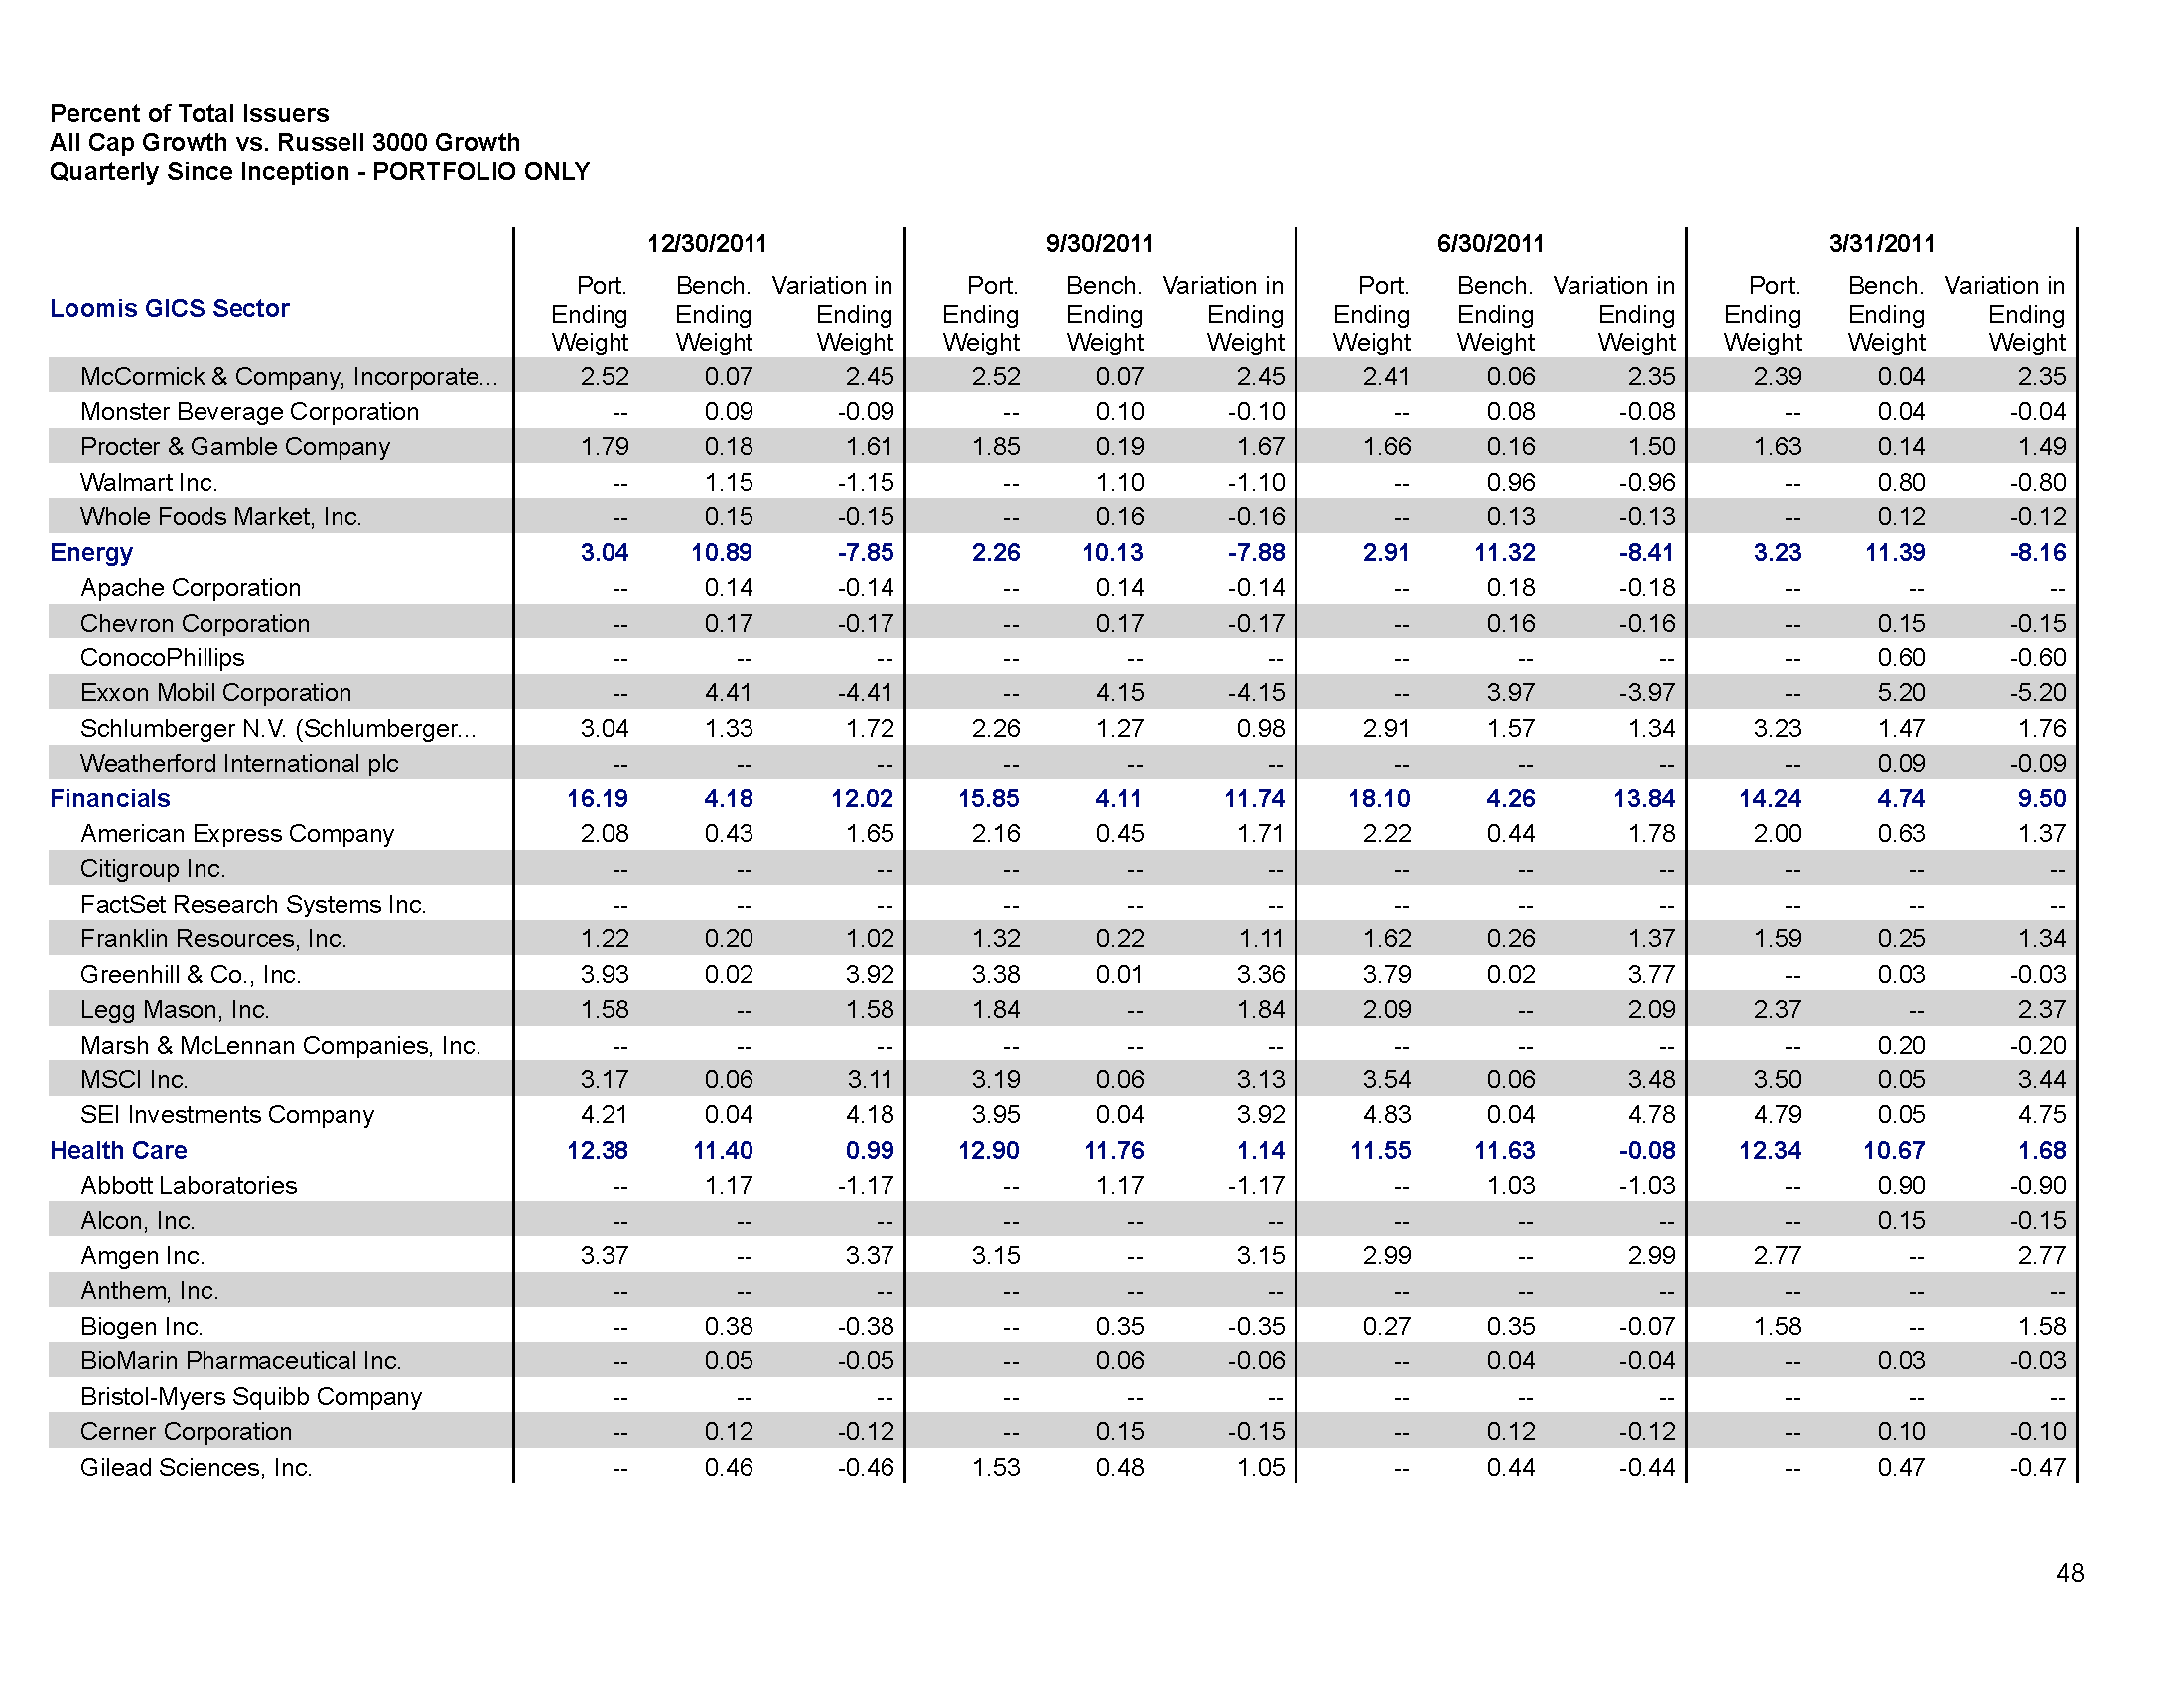 Percent of Total Issuers
All Cap Growth vs. Russell 3000 Growth
Quarterly Since Inception - PORTFOLIO ONLY
12/30/2011 9/30/2011 6/30/2011 3/31/2011
Loomis GICS Sector
Port. Bench. Variation in Port. Bench. Variation in Port. Bench. Variation in Port. Bench. Variation in
Ending Ending Ending Ending Ending Ending Ending Ending Ending Ending Ending Ending
Weight Weight Weight Weight Weight Weight Weight Weight Weight Weight Weight Weight
McCormick & Company, Incorporate... 2.52 0.07 2.45 2.52 0.07 2.45 2.41 0.06 2.35 2.39 0.04 2.35
Monster Beverage Corporation -- 0.09 -0.09 -- 0.10 -0.10 -- 0.08 -0.08 -- 0.04 -0.04
Procter & Gamble Company 1.79 0.18 1.61 1.85 0.19 1.67 1.66 0.16 1.50 1.63 0.14 1.49
Walmart Inc. -- 1.15 -1.15 -- 1.10 -1.10 -- 0.96 -0.96 -- 0.80 -0.80
Whole Foods Market, Inc. -- 0.15 -0.15 -- 0.16 -0.16 -- 0.13 -0.13 -- 0.12 -0.12
Energy 3.04 10.89 -7.85 2.26 10.13 -7.88 2.91 11.32 -8.41 3.23 11.39 -8.16
Apache Corporation -- 0.14 -0.14 -- 0.14 -0.14 -- 0.18 -0.18 -- -- --
Chevron Corporation -- 0.17 -0.17 -- 0.17 -0.17 -- 0.16 -0.16 -- 0.15 -0.15
ConocoPhillips -- -- -- -- -- -- -- -- -- -- 0.60 -0.60
Exxon Mobil Corporation -- 4.41 -4.41 -- 4.15 -4.15 -- 3.97 -3.97 -- 5.20 -5.20
Schlumberger N.V. (Schlumberger... 3.04 1.33 1.72 2.26 1.27 0.98 2.91 1.57 1.34 3.23 1.47 1.76
Weatherford International plc -- -- -- -- -- -- -- -- -- -- 0.09 -0.09
Financials 16.19 4.18 12.02 15.85 4.11 11.74 18.10 4.26 13.84 14.24 4.74 9.50
American Express Company 2.08 0.43 1.65 2.16 0.45 1.71 2.22 0.44 1.78 2.00 0.63 1.37
Citigroup Inc. -- -- -- -- -- -- -- -- -- -- -- --
FactSet Research Systems Inc. -- -- -- -- -- -- -- -- -- -- -- --
Franklin Resources, Inc. 1.22 0.20 1.02 1.32 0.22 1.11 1.62 0.26 1.37 1.59 0.25 1.34
Greenhill & Co., Inc. 3.93 0.02 3.92 3.38 0.01 3.36 3.79 0.02 3.77 -- 0.03 -0.03
Legg Mason, Inc. 1.58 -- 1.58 1.84 -- 1.84 2.09 -- 2.09 2.37 -- 2.37
Marsh & McLennan Companies, Inc. -- -- -- -- -- -- -- -- -- -- 0.20 -0.20
MSCI Inc. 3.17 0.06 3.11 3.19 0.06 3.13 3.54 0.06 3.48 3.50 0.05 3.44
SEI Investments Company 4.21 0.04 4.18 3.95 0.04 3.92 4.83 0.04 4.78 4.79 0.05 4.75
Health Care 12.38 11.40 0.99 12.90 11.76 1.14 11.55 11.63 -0.08 12.34 10.67 1.68
Abbott Laboratories -- 1.17 -1.17 -- 1.17 -1.17 -- 1.03 -1.03 -- 0.90 -0.90
Alcon, Inc. -- -- -- -- -- -- -- -- -- -- 0.15 -0.15
Amgen Inc. 3.37 -- 3.37 3.15 -- 3.15 2.99 -- 2.99 2.77 -- 2.77
Anthem, Inc. -- -- -- -- -- -- -- -- -- -- -- --
Biogen Inc. -- 0.38 -0.38 -- 0.35 -0.35 0.27 0.35 -0.07 1.58 -- 1.58
BioMarin Pharmaceutical Inc. -- 0.05 -0.05 -- 0.06 -0.06 -- 0.04 -0.04 -- 0.03 -0.03
Bristol-Myers Squibb Company -- -- -- -- -- -- -- -- -- -- -- --
Cerner Corporation -- 0.12 -0.12 -- 0.15 -0.15 -- 0.12 -0.12 -- 0.10 -0.10
Gilead Sciences, Inc. -- 0.46 -0.46 1.53 0.48 1.05 -- 0.44 -0.44 -- 0.47 -0.47
48